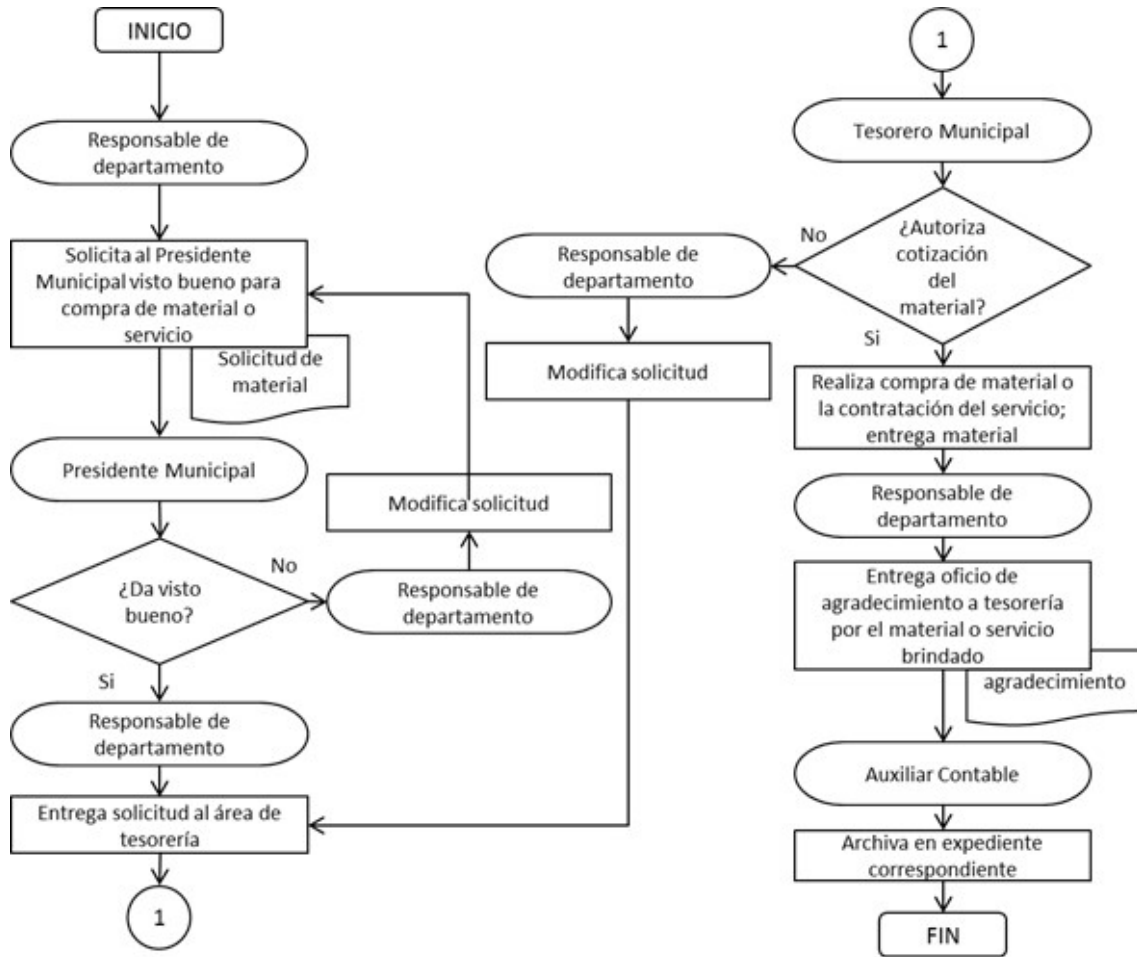 INICIO
Responsable de
departamento
Solicita al Presidente
Municipal visto bueno para
compra de material o
servicio
Solicitud de
material
Presidente Municipal
¿Da visto
bueno?
No
Responsable de
departamento
Modifica solicitud
Si
Responsable de
departamento
Entrega solicitud al área de
tesorería
1
1
Tesorero Municipal
¿Autoriza
cotización
del
material?
No
Responsable de
departamento
Modifica solicitud
Si
Realiza compra de material o
la contratación del servicio;
entrega material
Responsable de
departamento
Entrega oficio de
agradecimiento a tesorería
por el material o servicio
brindado
agradecimiento
Auxiliar Contable
Archiva en expediente
correspondiente
FIN